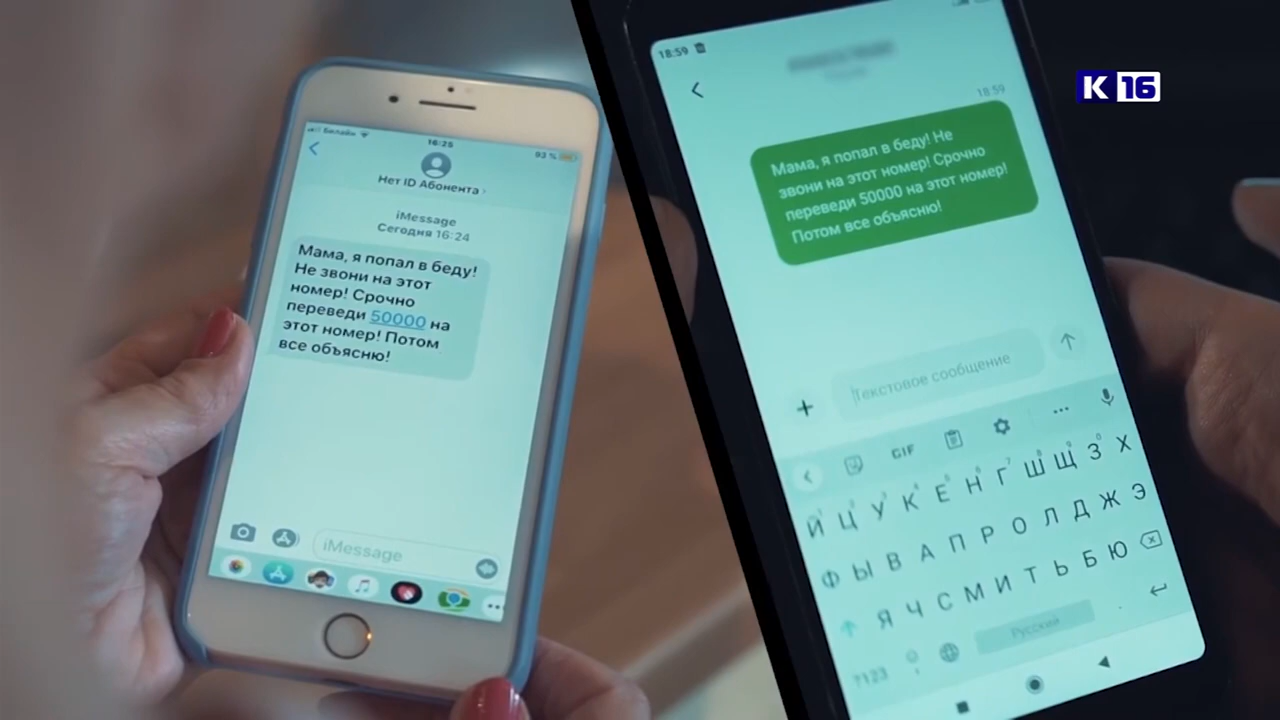 Билайн
16:25
93 %
Нет ID Абонента
iMessage
Сегодня 16:24
Мама, я попал в беду!
Не звони на этот
номер! Срочно
переведи 50000 на
этот номер! Потом
все объясню!
iMessage
18:59
18:59
Мама, я попал в беду! Не
звони на этот номер! Срочно
переведи 50000 на этот номер!
Потом все объясню!
Текстовое сообщение
GIF
Й Ц У К Е Н Г Ш Щ З Х
Ф Ы В А П Р О Л Д Ж Э
Я Ч С М И Т Ь Б Ю
?123
Русский
К 16